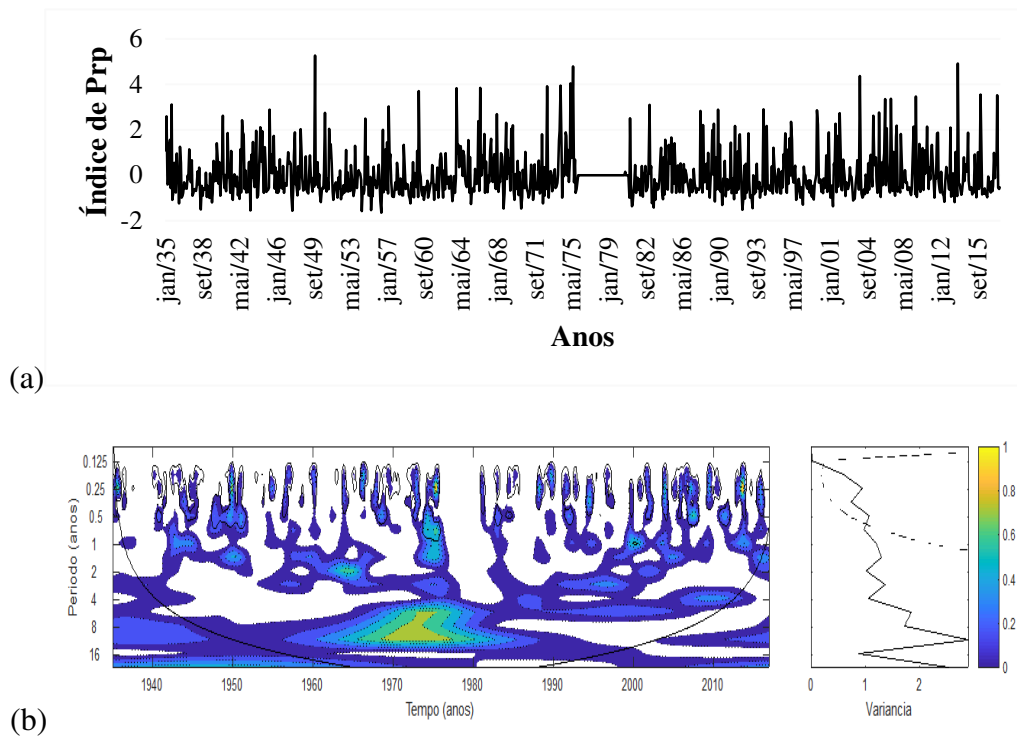 6
4
2
0
-2
Índice de Prp
jan/35
set/38
mai/42
jan/46
set/49
mai/53
jan/57
set/60
mai/64
jan/68
set/71
mai/75
jan/79
set/82
mai/86
jan/90
set/93
mai/97
jan/01
set/04
mai/08
jan/12
set/15
Anos
(a)
0.125
0.25
0.5
1
2
4
8
16
Periodo (anos)
1940
1950
1960
1970
1980
1990
2000
2010
Tempo (anos)
0
1
2
Variancia
1
0.8
0.6
0.4
0.2
0
(b)